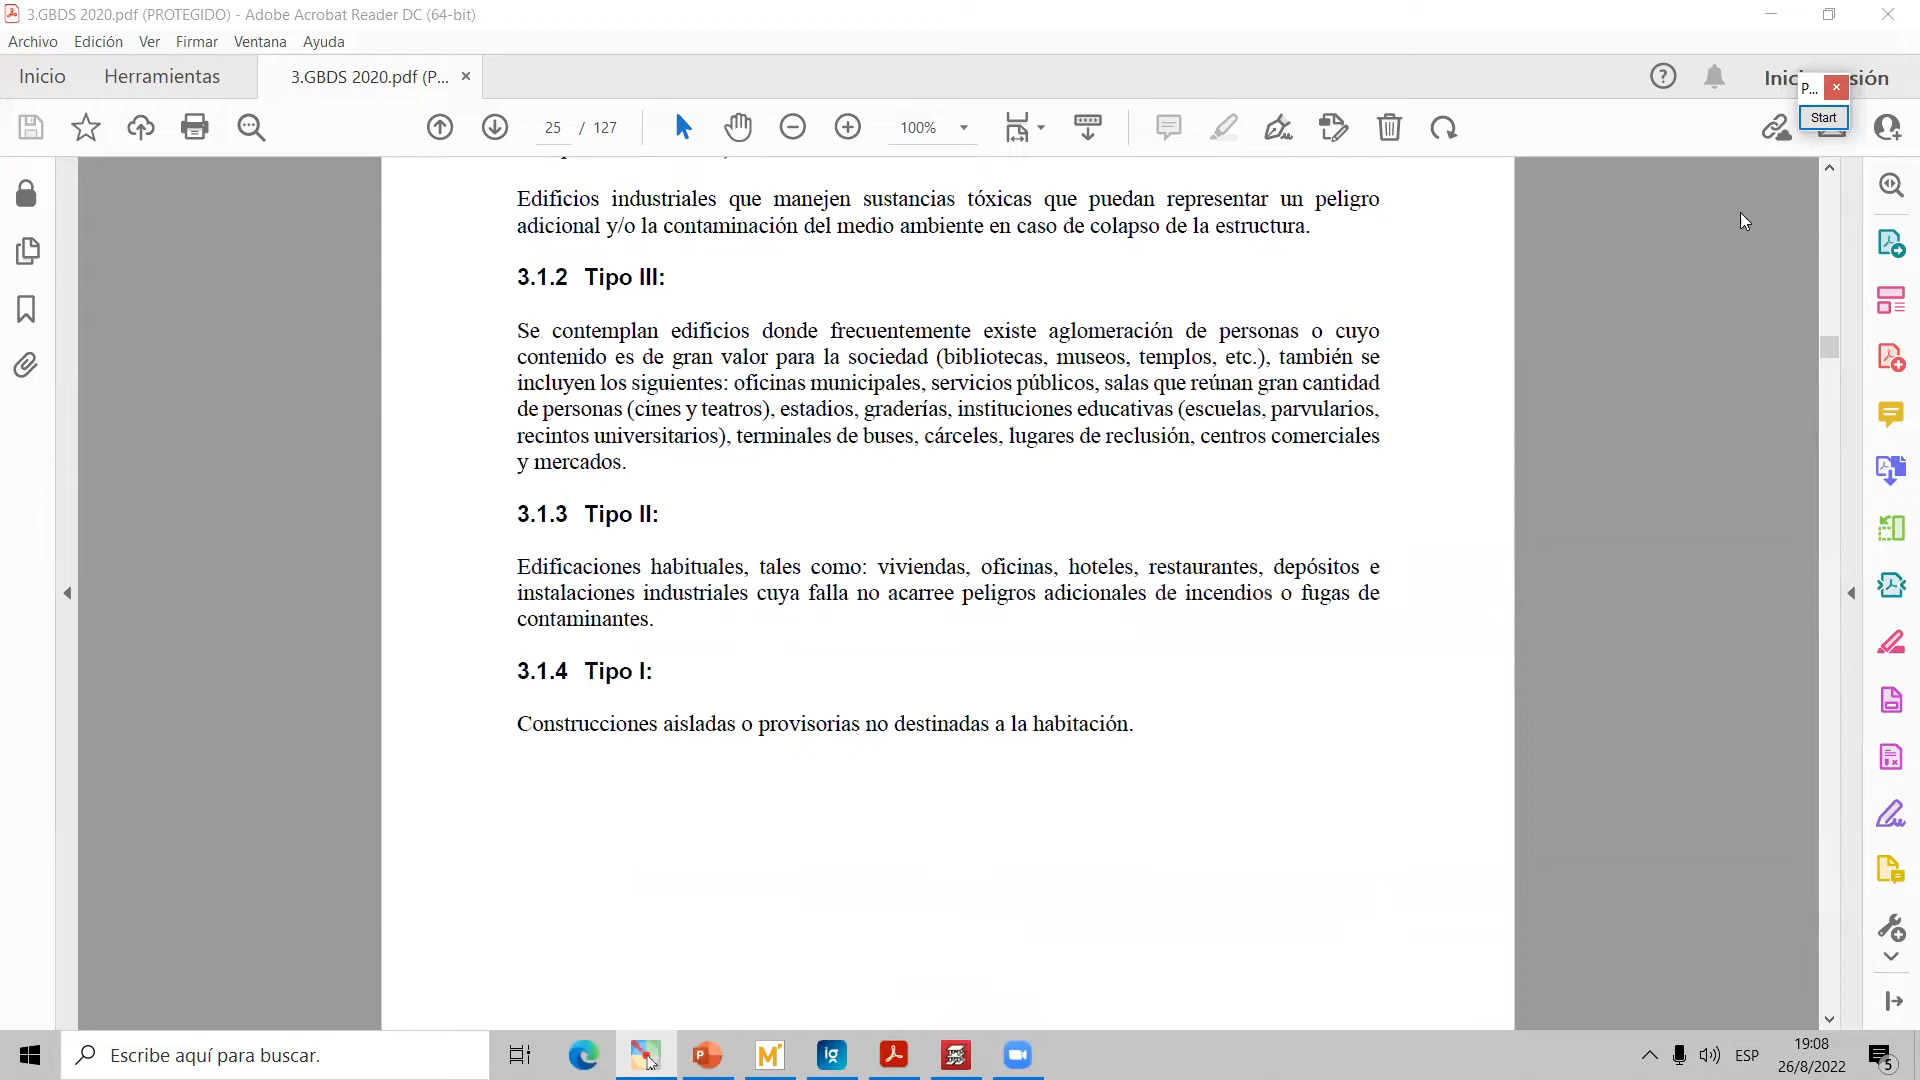 3.GBDS 2020.pdf (PROTEGIDO) - Adobe Acrobat Reader DC (64-bit)
Archivo Edición Ver Firmar Ventana Ayuda
Inicio Herramientas 3.GBDS 2020.pdf (P... ×
P...
Start
25 / 127 100%
Edificios industriales que manejen sustancias tóxicas que puedan representar un peligro
adicional y/o la contaminación del medio ambiente en caso de colapso de la estructura.
3.1.2 Tipo III:
Se contemplan edificios donde frecuentemente existe aglomeración de personas o cuyo
contenido es de gran valor para la sociedad (bibliotecas, museos, templos, etc.), también se
incluyen los siguientes: oficinas municipales, servicios públicos, salas que reúnan gran cantidad
de personas (cines y teatros), estadios, graderías, instituciones educativas (escuelas, parvularios,
recintos universitarios), terminales de buses, cárceles, lugares de reclusión, centros comerciales
y mercados.
3.1.3 Tipo II:
Edificaciones habituales, tales como: viviendas, oficinas, hoteles, restaurantes, depósitos e
instalaciones industriales cuya falla no acarree peligros adicionales de incendios o fugas de
contaminantes.
3.1.4 Tipo I:
Construcciones aisladas o provisorias no destinadas a la habitación.
Escribe aquí para buscar.
ESP
19:08
26/8/2022
5